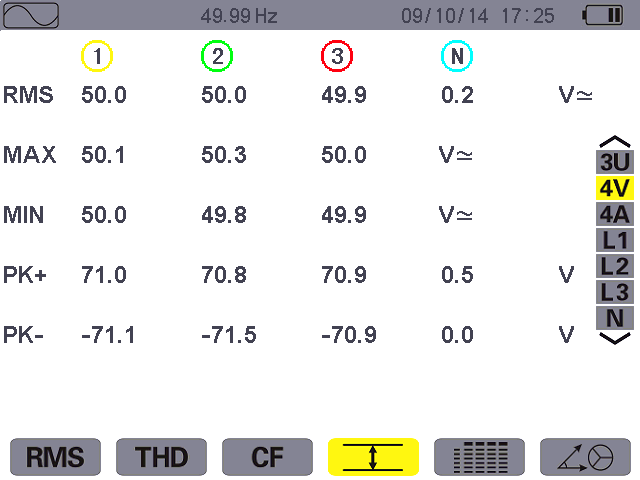 49.99 Hz 09/10/14 17:25
1 2 3 N
RMS 50.0 50.0 49.9 0.2 V≃
MAX 50.1 50.3 50.0 V≃
MIN 50.0 49.8 49.9 V≃
PK+ 71.0 70.8 70.9 0.5 V
PK- -71.1 -71.5 -70.9 0.0 V
3U
4V
4A
L1
L2
L3
N
RMS THD CF